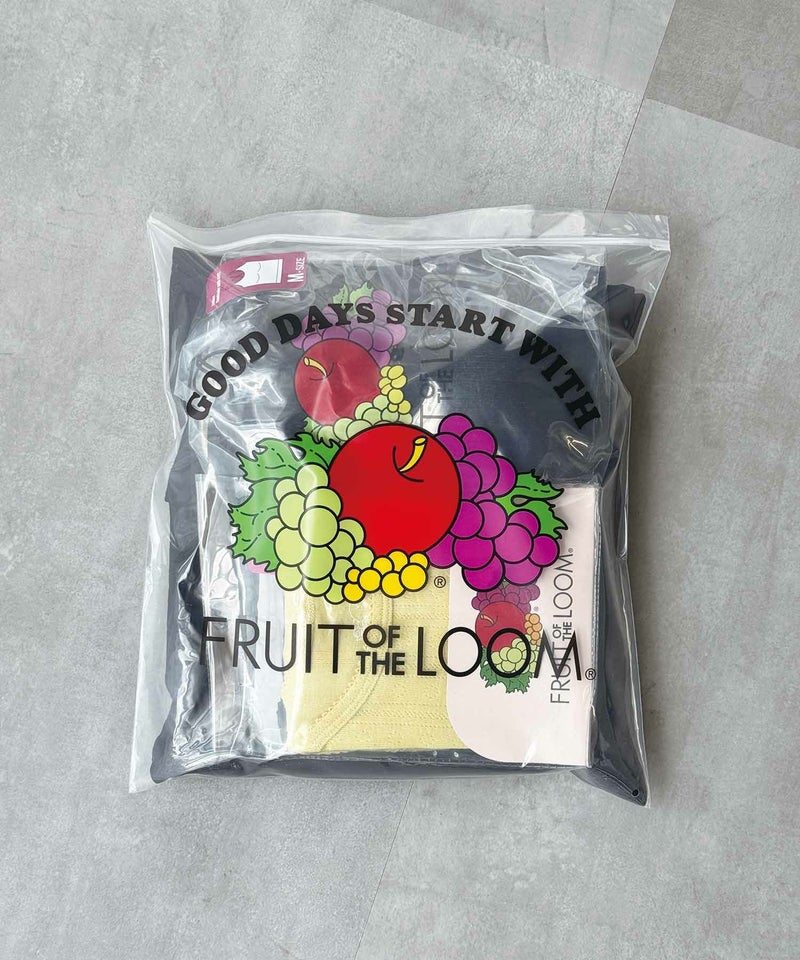 M-SIZE
GOOD DAYS START WITH
®
FRUIT OF THE LOOM®
FRUIT OF THE LOOM®